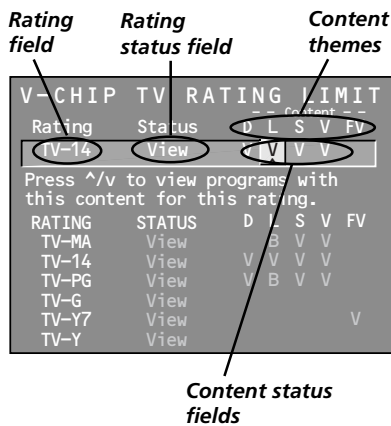 Rating field
Rating status field
Content themes
V-CHIP TV RATING LIMIT
- - Content - -
Rating Status D L S V FV
TV-14 View V V V V
Press ^/v to view programs with
this content for this rating.
RATING STATUS D L S V FV
TV-MA View B V V
TV-14 View V V V V
TV-PG View V B V V
TV-G View
TV-Y7 View V
TV-Y View
Content status fields